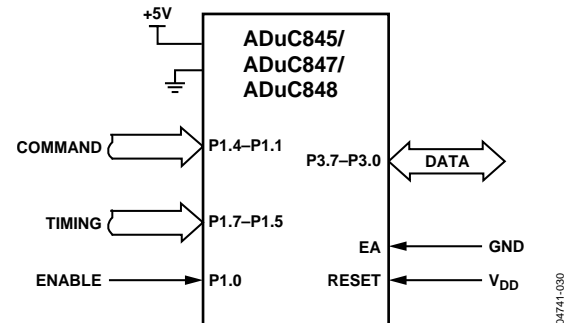 +5V
ADuC845/
ADuC847/
ADuC848
COMMAND
P1.4–P1.1
P3.7–P3.0
DATA
TIMING
P1.7–P1.5
EA
GND
ENABLE
P1.0
RESET
VDD
04741-030